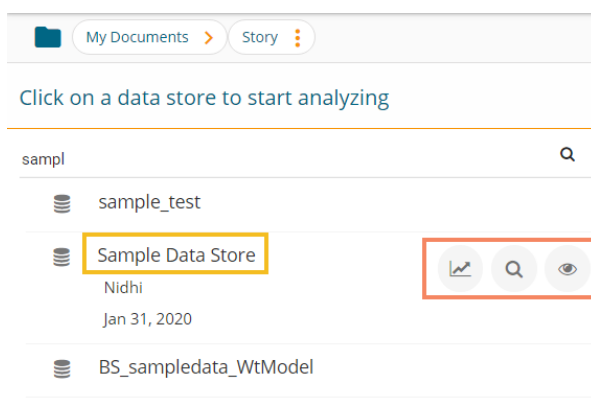 My Documents > Story
Click on a data store to start analyzing
sampl
sample_test
Sample Data Store
Nidhi
Jan 31, 2020
BS_sampledata_WtModel